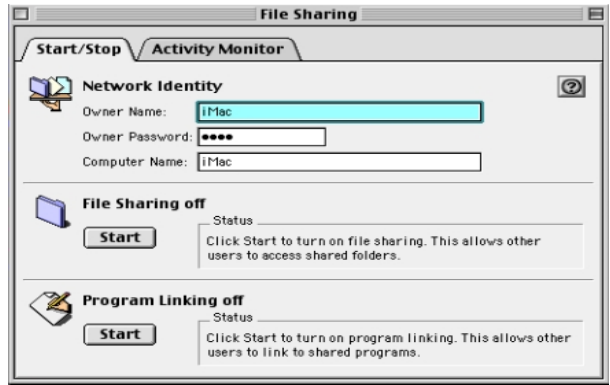 File Sharing
Start/Stop Activity Monitor
Network Identity
?
Owner Name: iMac
Owner Password: ••••
Computer Name: iMac
File Sharing off
Status
Start
Click Start to turn on file sharing. This allows other
users to access shared folders.
Program Linking off
Status
Start
Click Start to turn on program linking. This allows other
users to link to shared programs.